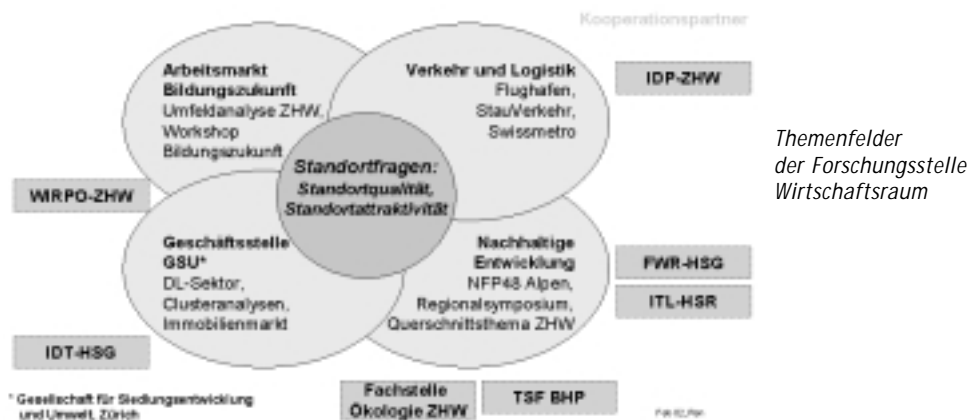 Kooperationspartner
Arbeitsmarkt
Bildungszukunft
Umfeldanalyse ZHW,
Workshop
Bildungszukunft
Verkehr und Logistik
Flughafen,
StauVerkehr,
Swissmetro
IDP-ZHW
Themenfelder
der Forschungsstelle
Wirtschaftsraum
Standortfragen:
Standortqualität,
Standortattraktivität
WIRPO-ZHW
Geschäftsstelle
GSU*
DL-Sektor,
Clusteranalysen,
Immobilienmarkt
Nachhaltige
Entwicklung
NFP48 Alpen,
Regionalsymposium,
Querschnittsthema ZHW
FWR-HSG
ITL-HSR
IDT-HSG
Fachstelle
Ökologie ZHW
TSF BHP
* Gesellschaft für Siedlungsentwicklung
und Umwelt, Zürich